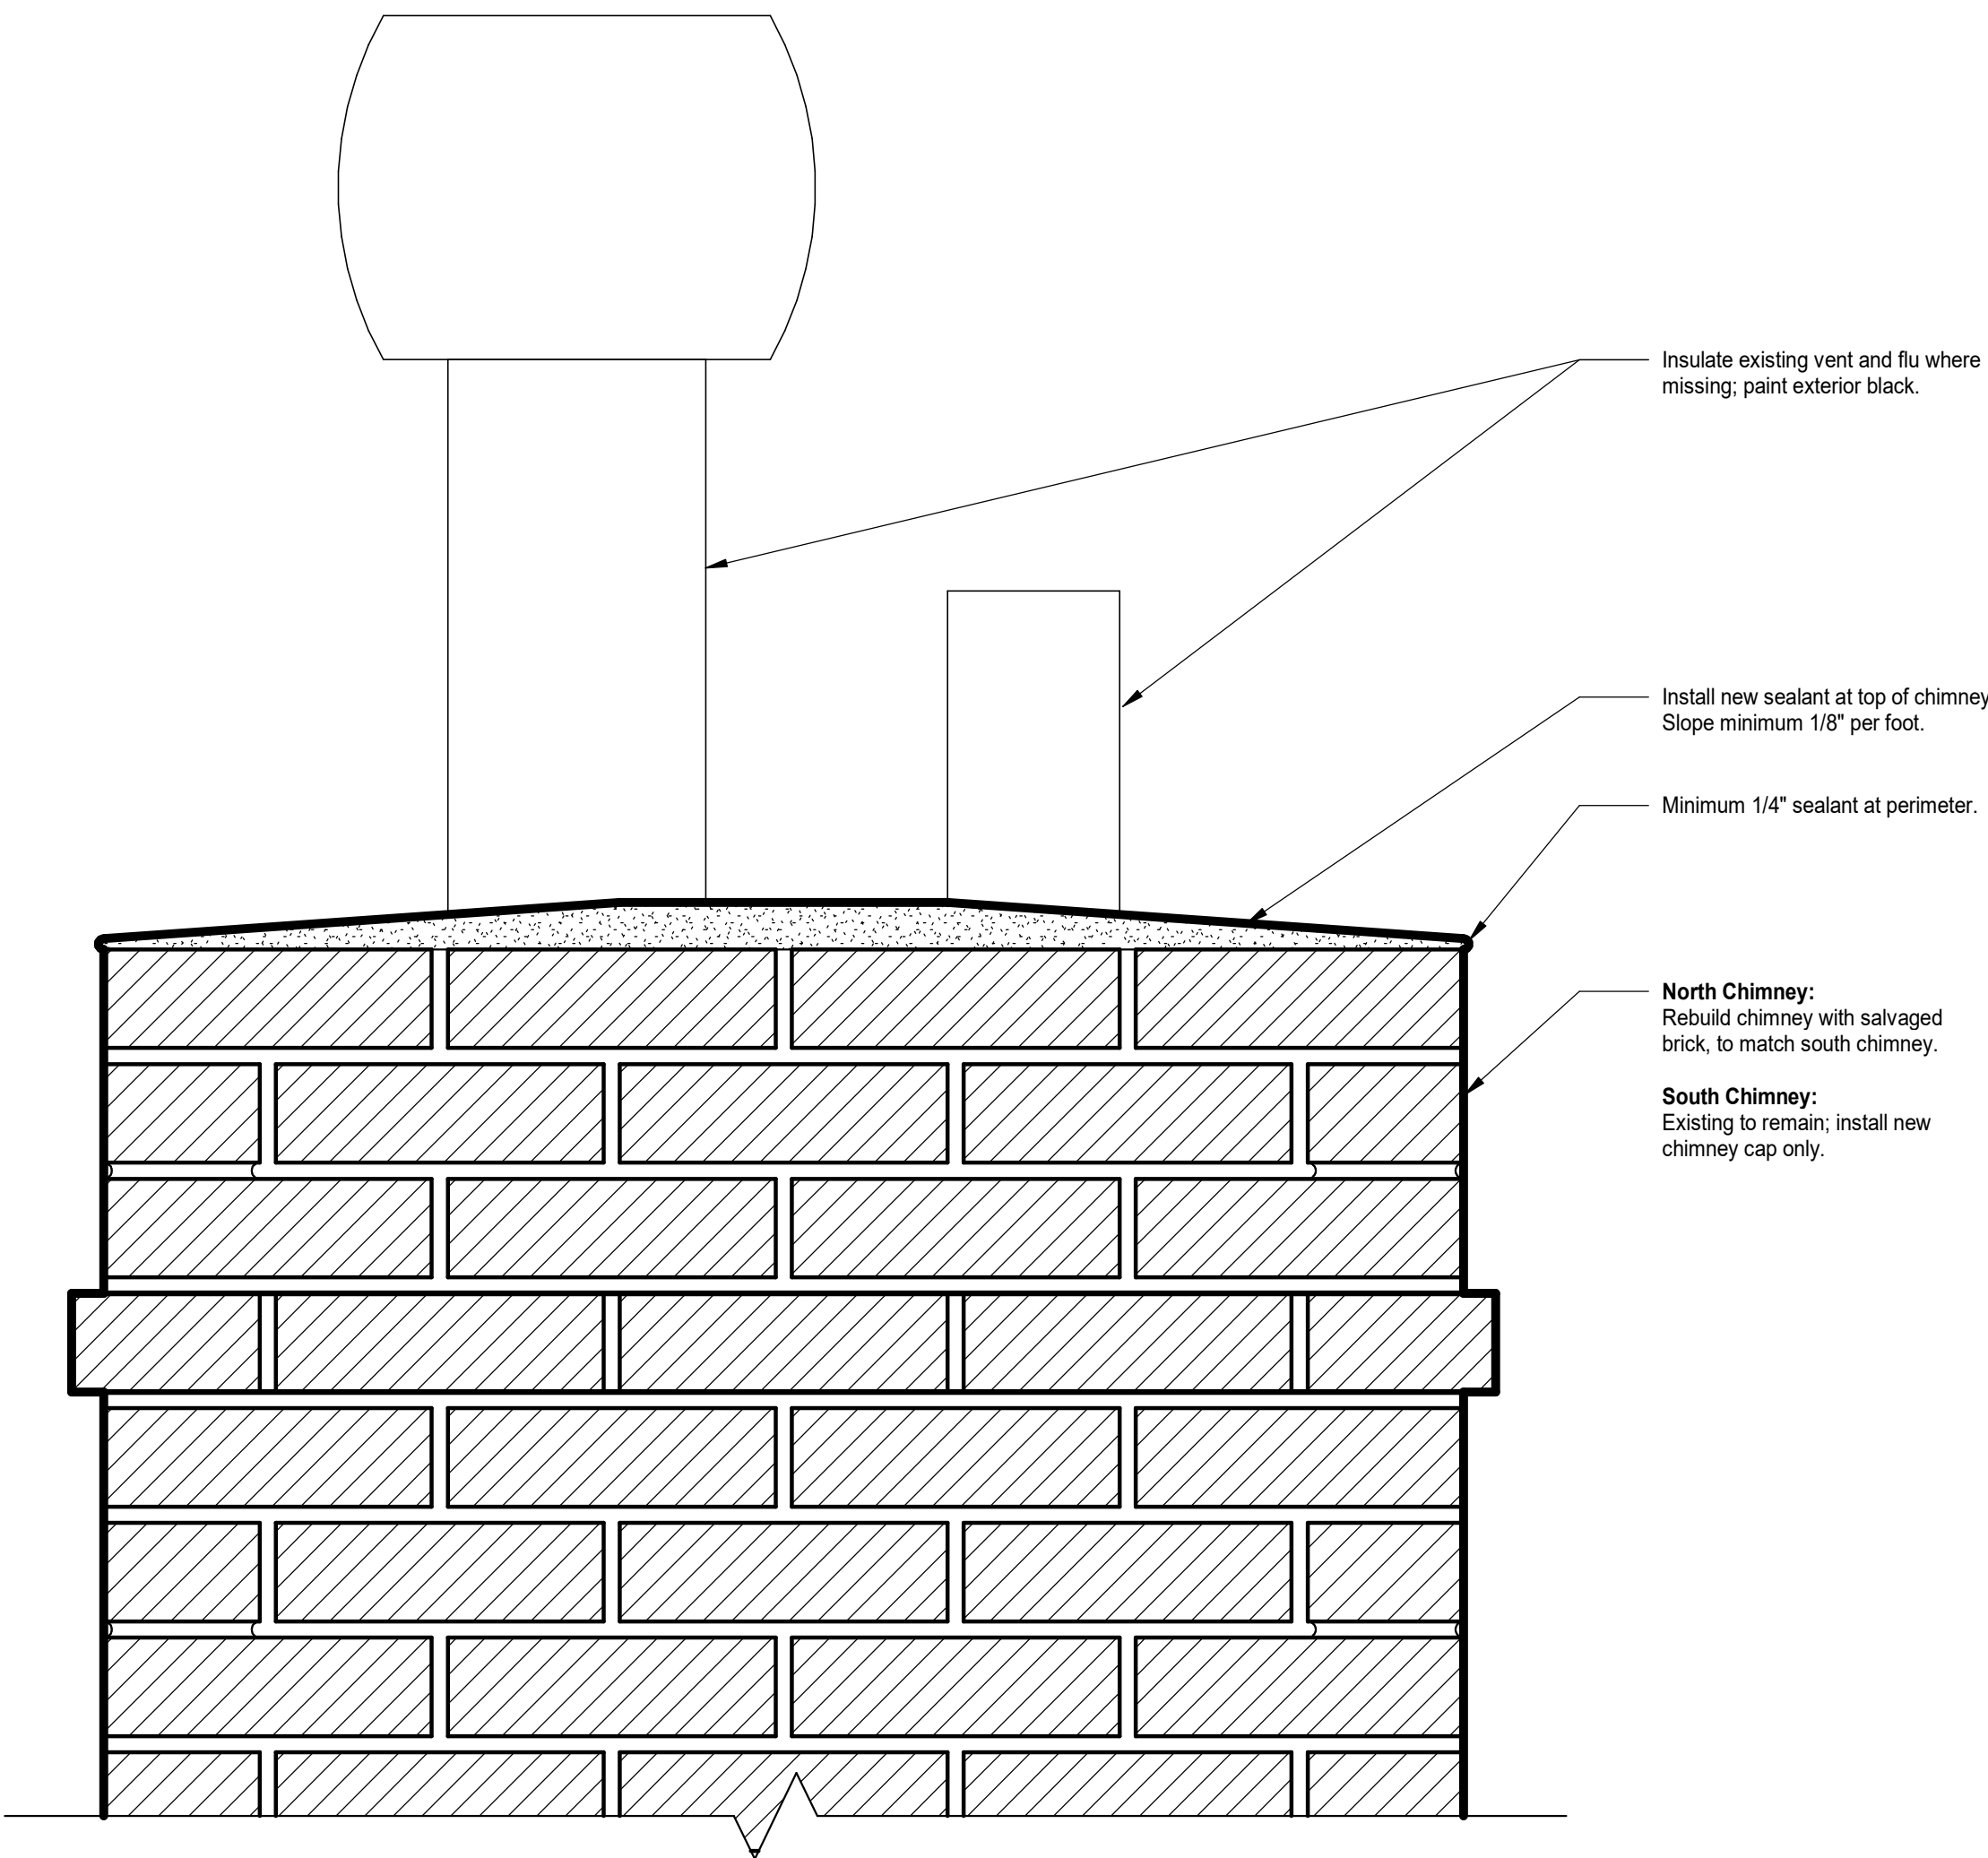 Insulate existing vent and flu where
missing; paint exterior black.
Install new sealant at top of chimney
Slope minimum 1/8" per foot.
Minimum 1/4" sealant at perimeter.
North Chimney:
Rebuild chimney with salvaged
brick, to match south chimney.
South Chimney:
Existing to remain; install new
chimney cap only.